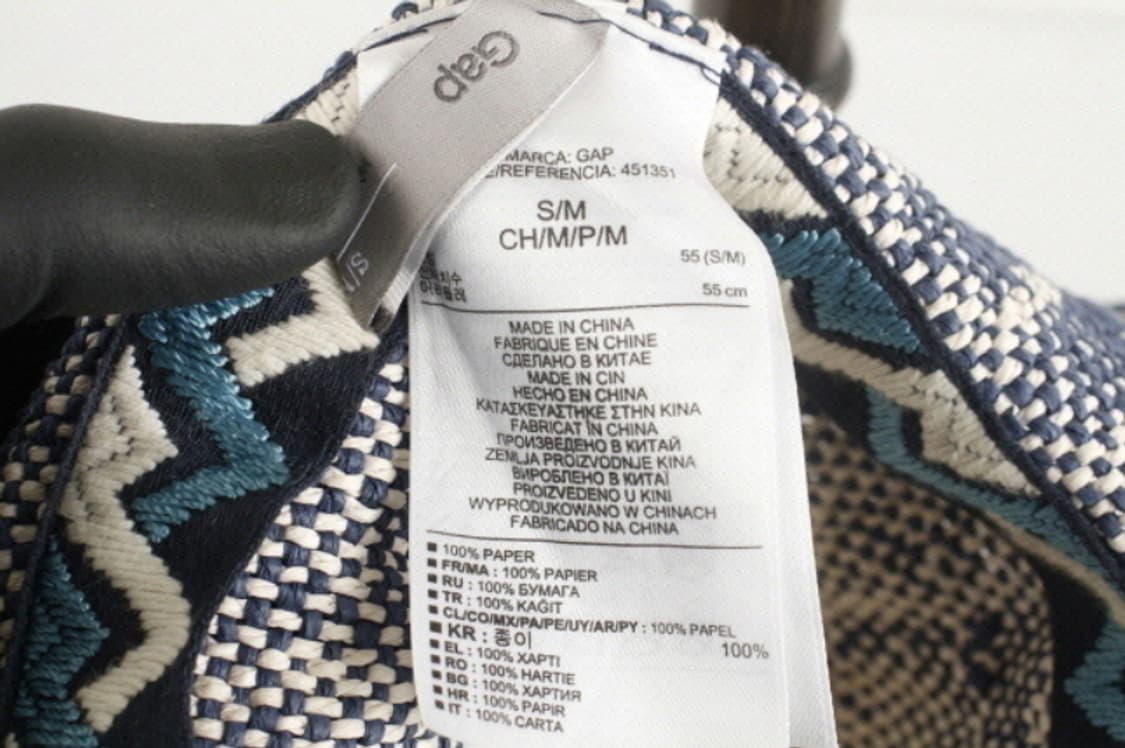 Gap
S/
MARCA: GAP
E/REFERENCIA: 451351
S/M
CH/M/P/M
55 (S/M)
55 cm
MADE IN CHINA
FABRIQUE EN CHINE
СДЕЛАНО В КИТАЕ
MADE IN CIN
HECHO EN CHINA
ΚΑΤΑΣΚΕΥΑΣΤΗΚΕ ΣΤΗΝ ΚΙΝΑ
FABRICAT ÎN CHINA
ПРОИЗВЕДЕНО В КИТАЙ
ZEMLJA PROIZVODNJE KINA
ВИРОБЛЕНО В КИТАЇ
PROIZVEDENO U KINI
WYPRODUKOWANO W CHINACH
FABRICADO NA CHINA
■ 100% PAPER
■ FR/MA : 100% PAPIER
■ RU : 100% БУМАГА
■ TR : 100% KAĞIT
■ CL/CO/MX/PA/PE/UY/AR/PY : 100% PAPEL
■ KR : 종이 100%
■ EL : 100% ΧΑΡΤΙ
■ RO : 100% HARTIE
■ BG : 100% ХАРТИЯ
■ HR : 100% PAPIR
■ IT : 100% CARTA